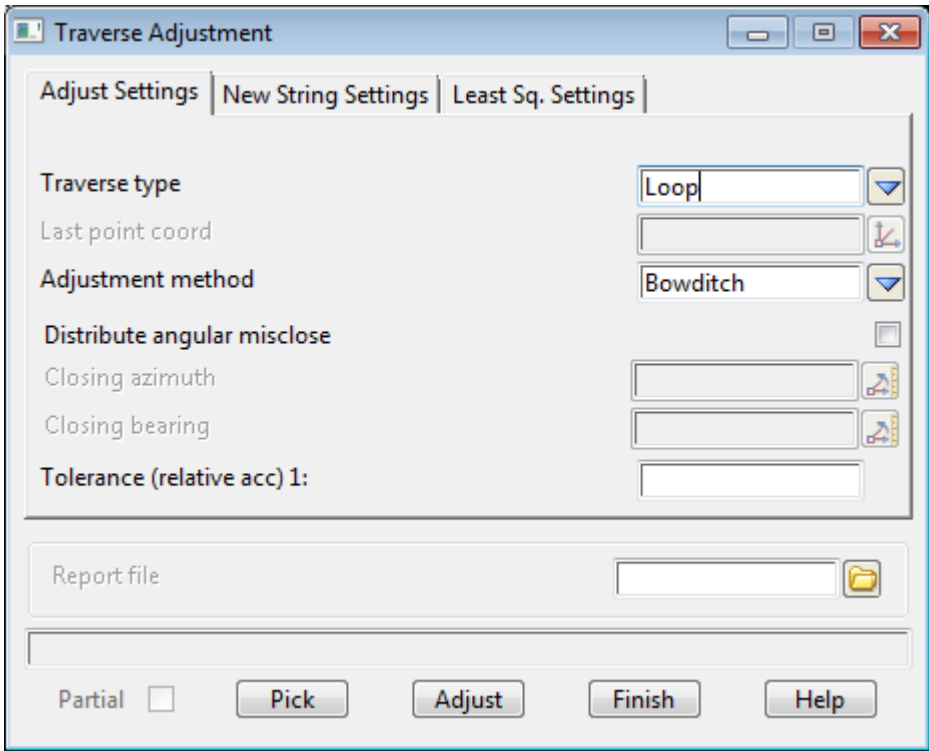 Traverse Adjustment
Adjust Settings New String Settings Least Sq. Settings
Traverse type Loop
Last point coord
Adjustment method Bowditch
Distribute angular misclose
Closing azimuth
Closing bearing
Tolerance (relative acc) 1:
Report file
Partial Pick Adjust Finish Help